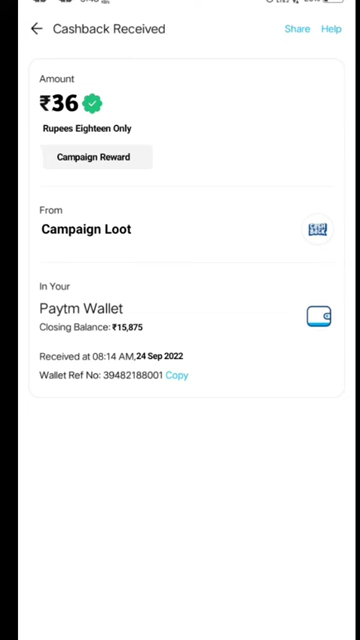 Cashback Received
Share Help
Amount
₹36
Rupees Eighteen Only
Campaign Reward
From
Campaign Loot
In Your
Paytm Wallet
Closing Balance: ₹15,875
Received at 08:14 AM,24 Sep 2022
Wallet Ref No: 39482188001 Copy